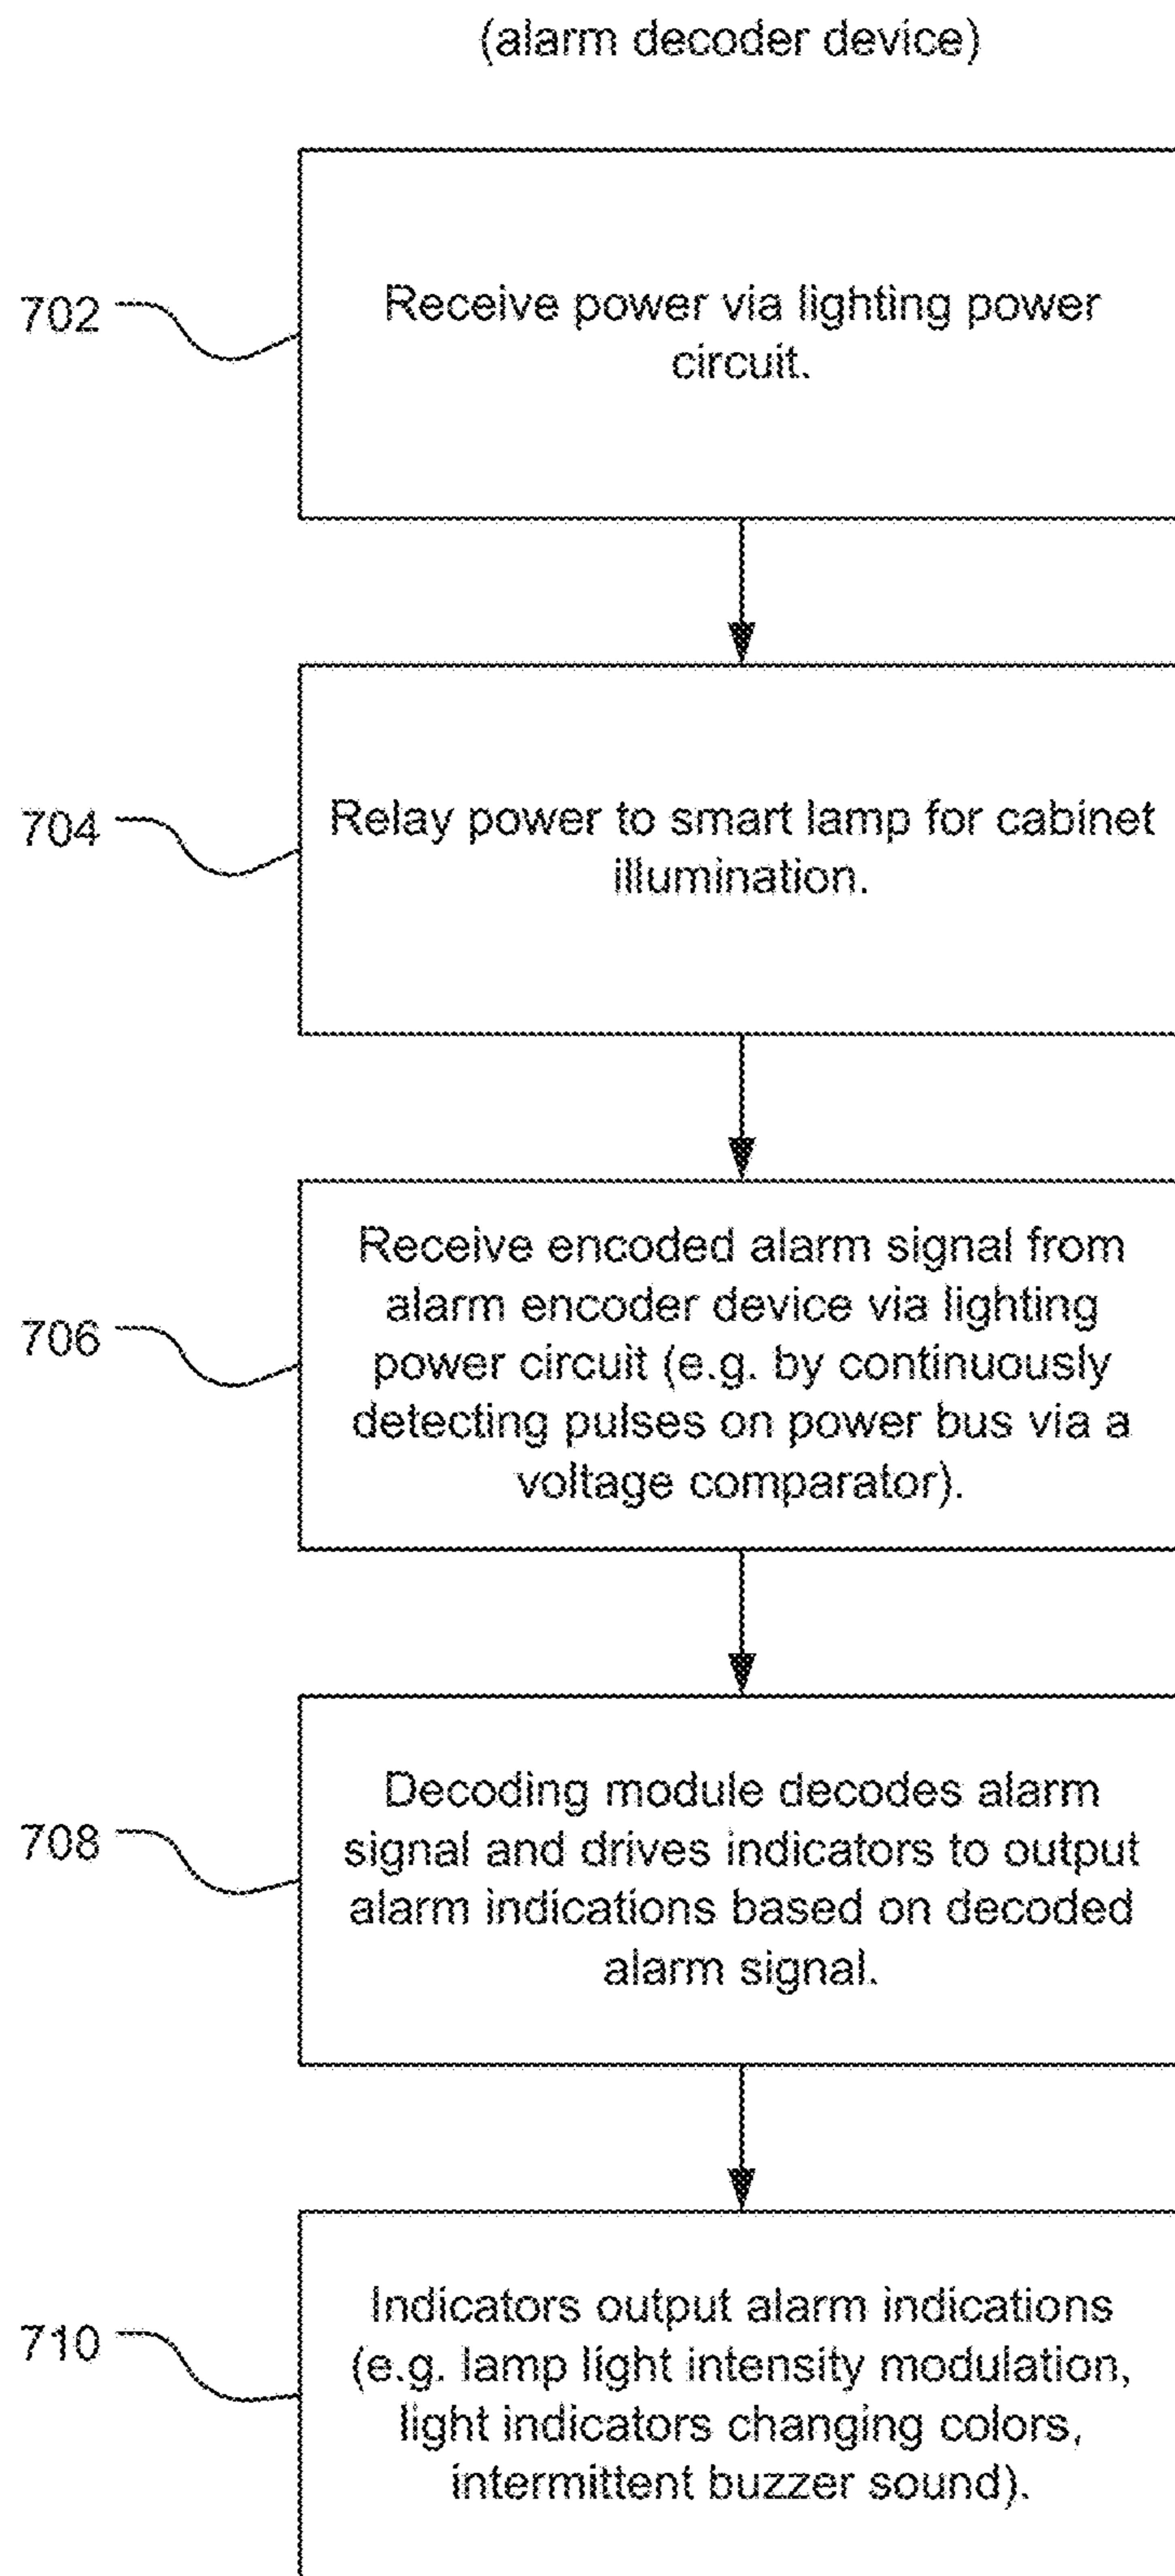 (alarm decoder device)
702
Receive power via lighting power
circuit.
704
Relay power to smart lamp for cabinet
illumination.
706
Receive encoded alarm signal from
alarm encoder device via lighting
power circuit (e.g. by continuously
detecting pulses on power bus via a
voltage comparator).
708
Decoding module decodes alarm
signal and drives indicators to output
alarm indications based on decoded
alarm signal.
710
Indicators output alarm indications
(e.g. lamp light intensity modulation,
light indicators changing colors,
intermittent buzzer sound).